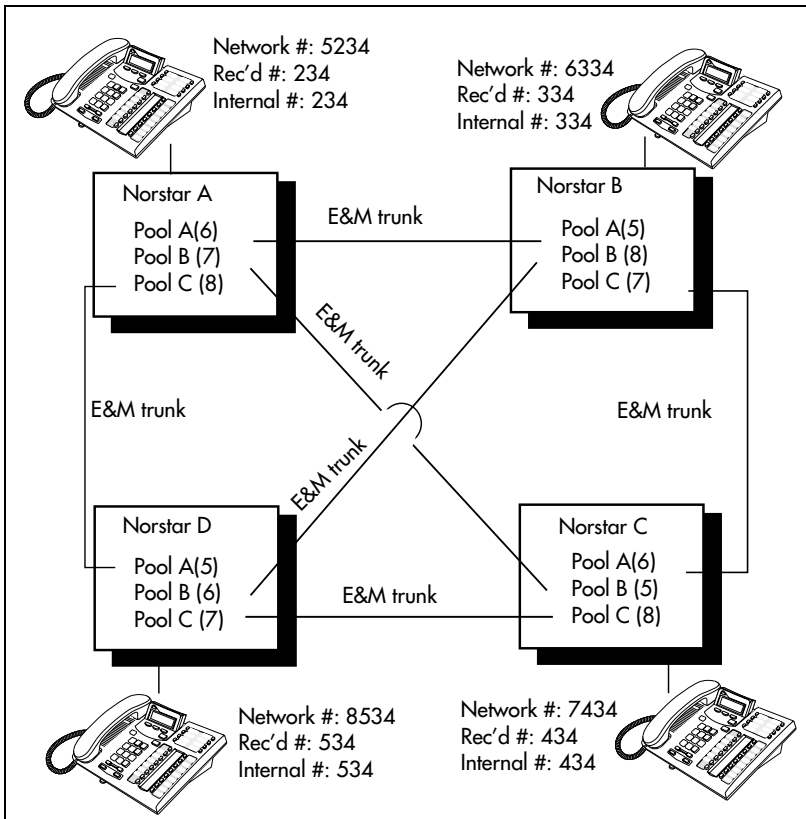 Network #: 5234
Rec’d #: 234
Internal #: 234
Network #: 6334
Rec’d #: 334
Internal #: 334
Norstar A
Pool A(6)
Pool B (7)
Pool C (8)
E&M trunk
Norstar B
Pool A(5)
Pool B (8)
Pool C (7)
E&M trunk
E&M trunk
E&M trunk
E&M trunk
Norstar D
Pool A(5)
Pool B (6)
Pool C (7)
E&M trunk
Norstar C
Pool A(6)
Pool B (5)
Pool C (8)
Network #: 8534
Rec’d #: 534
Internal #: 534
Network #: 7434
Rec’d #: 434
Internal #: 434